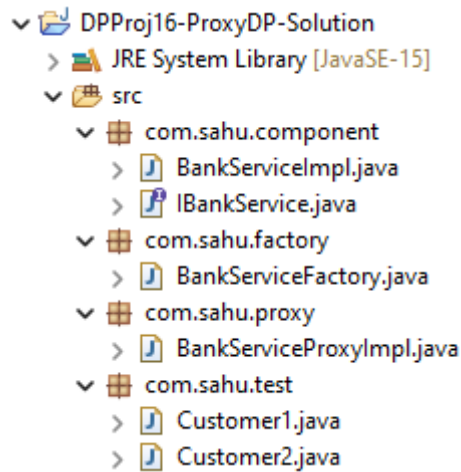 DPProj16-ProxyDP-Solution
JRE System Library [JavaSE-15]
src
com.sahu.component
BankServiceImpl.java
IBankService.java
com.sahu.factory
BankServiceFactory.java
com.sahu.proxy
BankServiceProxyImpl.java
com.sahu.test
Customer1.java
Customer2.java